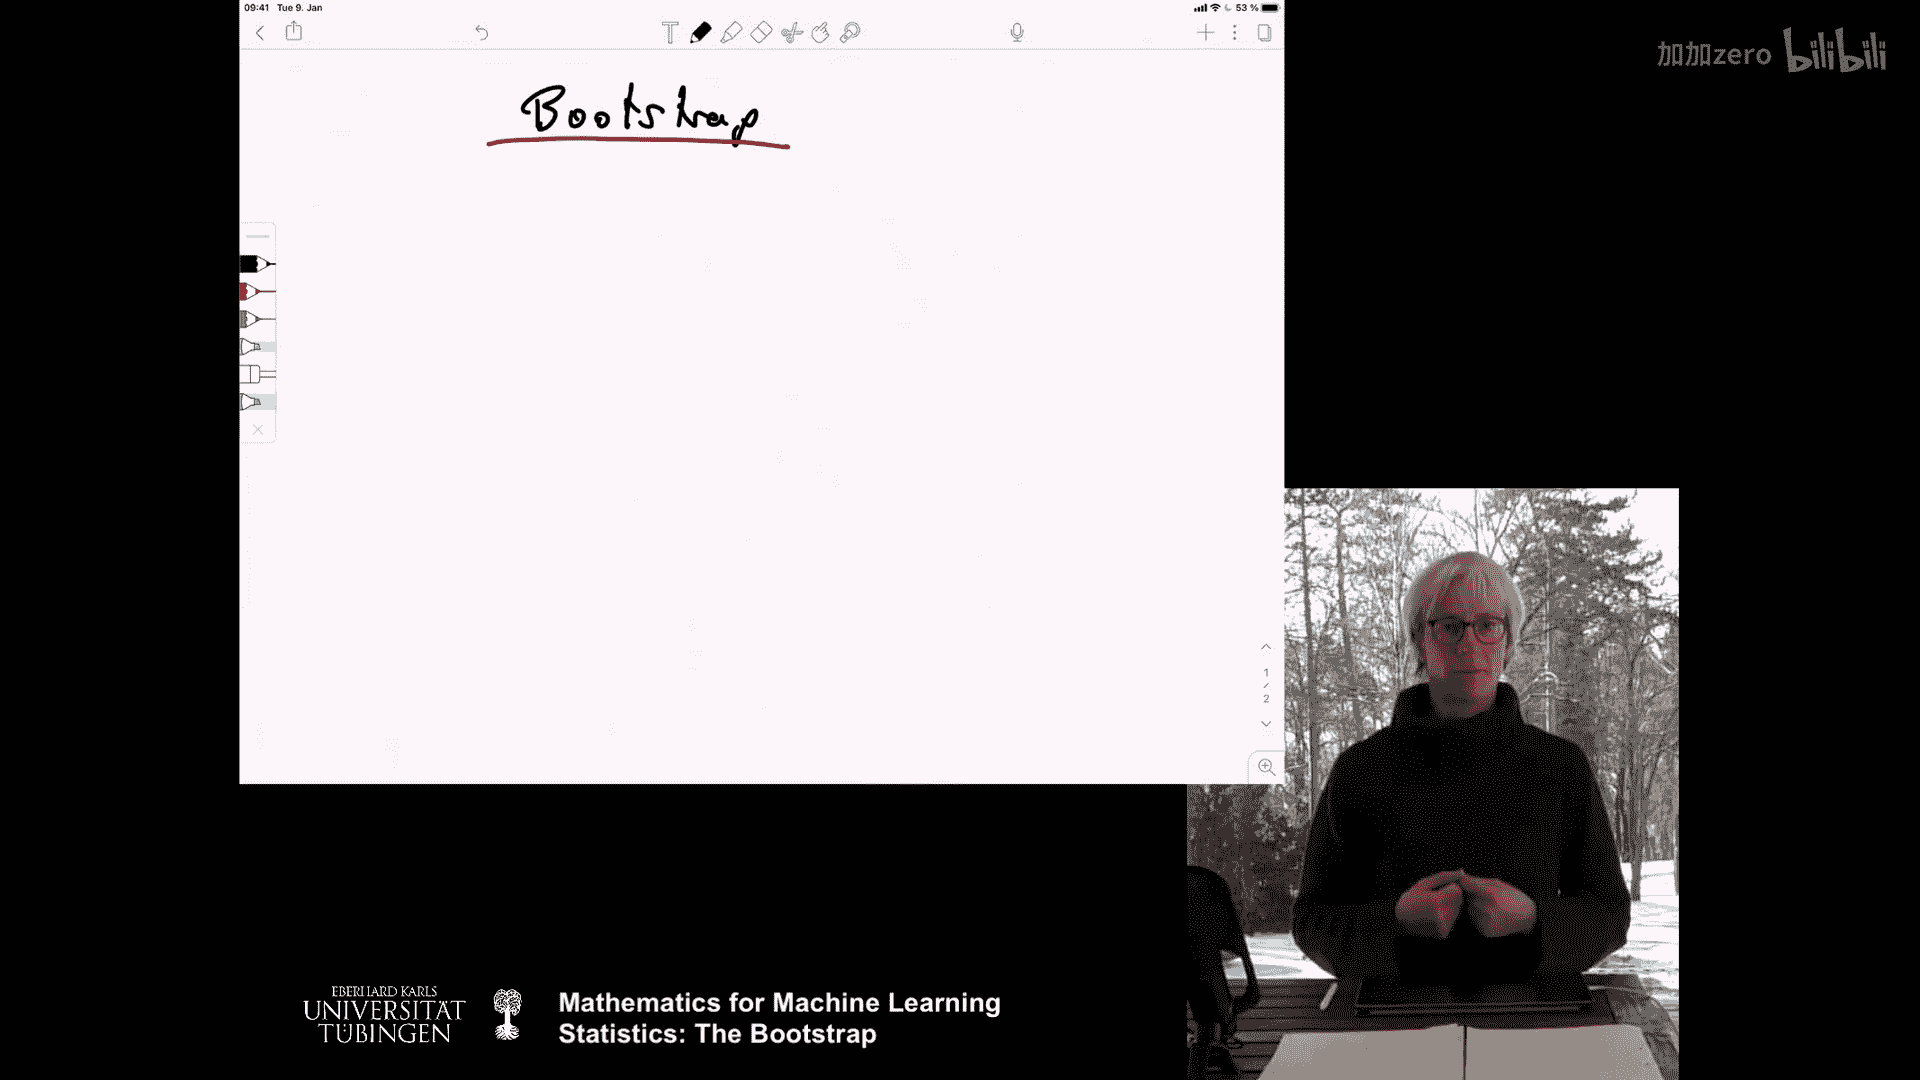 09:41 Tue 9. Jan
53 %
加加zero bilibili
Bootstrap
1
2
EBERHARD KARLS
UNIVERSITÄT
TÜBINGEN
Mathematics for Machine Learning
Statistics: The Bootstrap